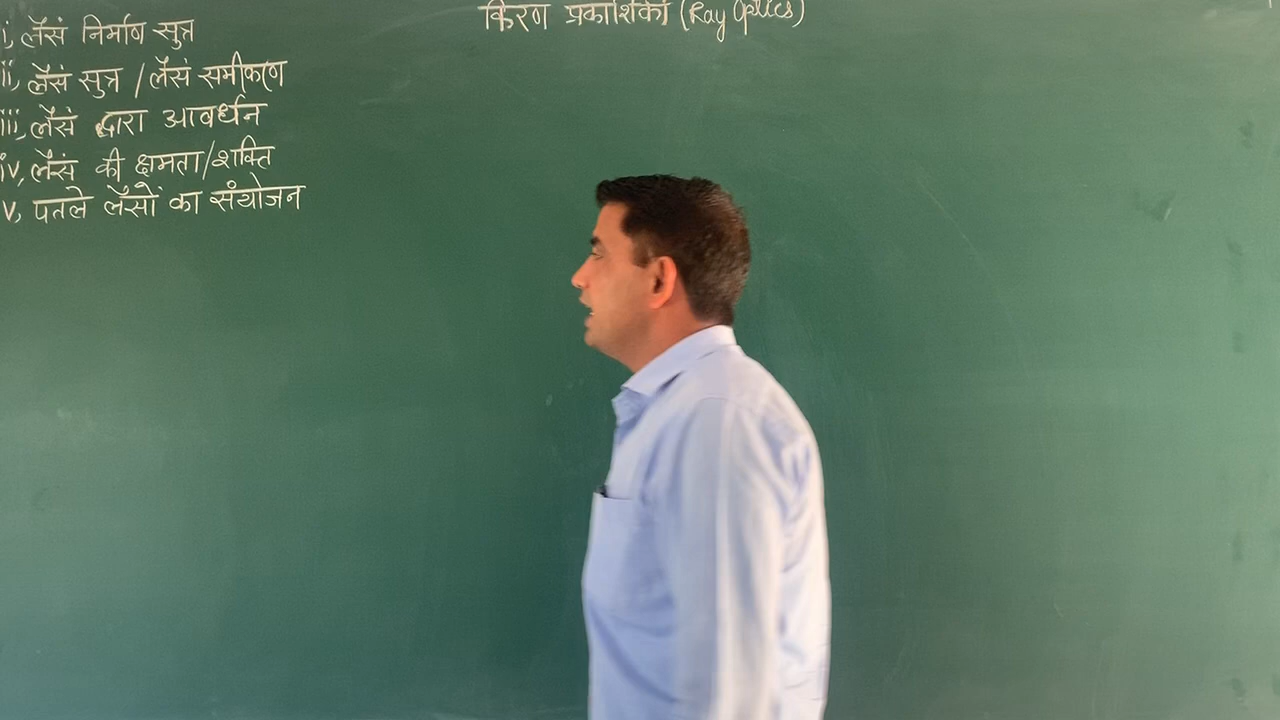 किरण प्रकाशिकी (Ray Optics)
i, लेंस निर्माण सुत्र
ii, लेंस सुत्र / लेंस समीकरण
iii, लेंस द्वारा आवर्धन
iv, लेंस की क्षमता/शक्ति
v, पतले लेंसों का संयोजन